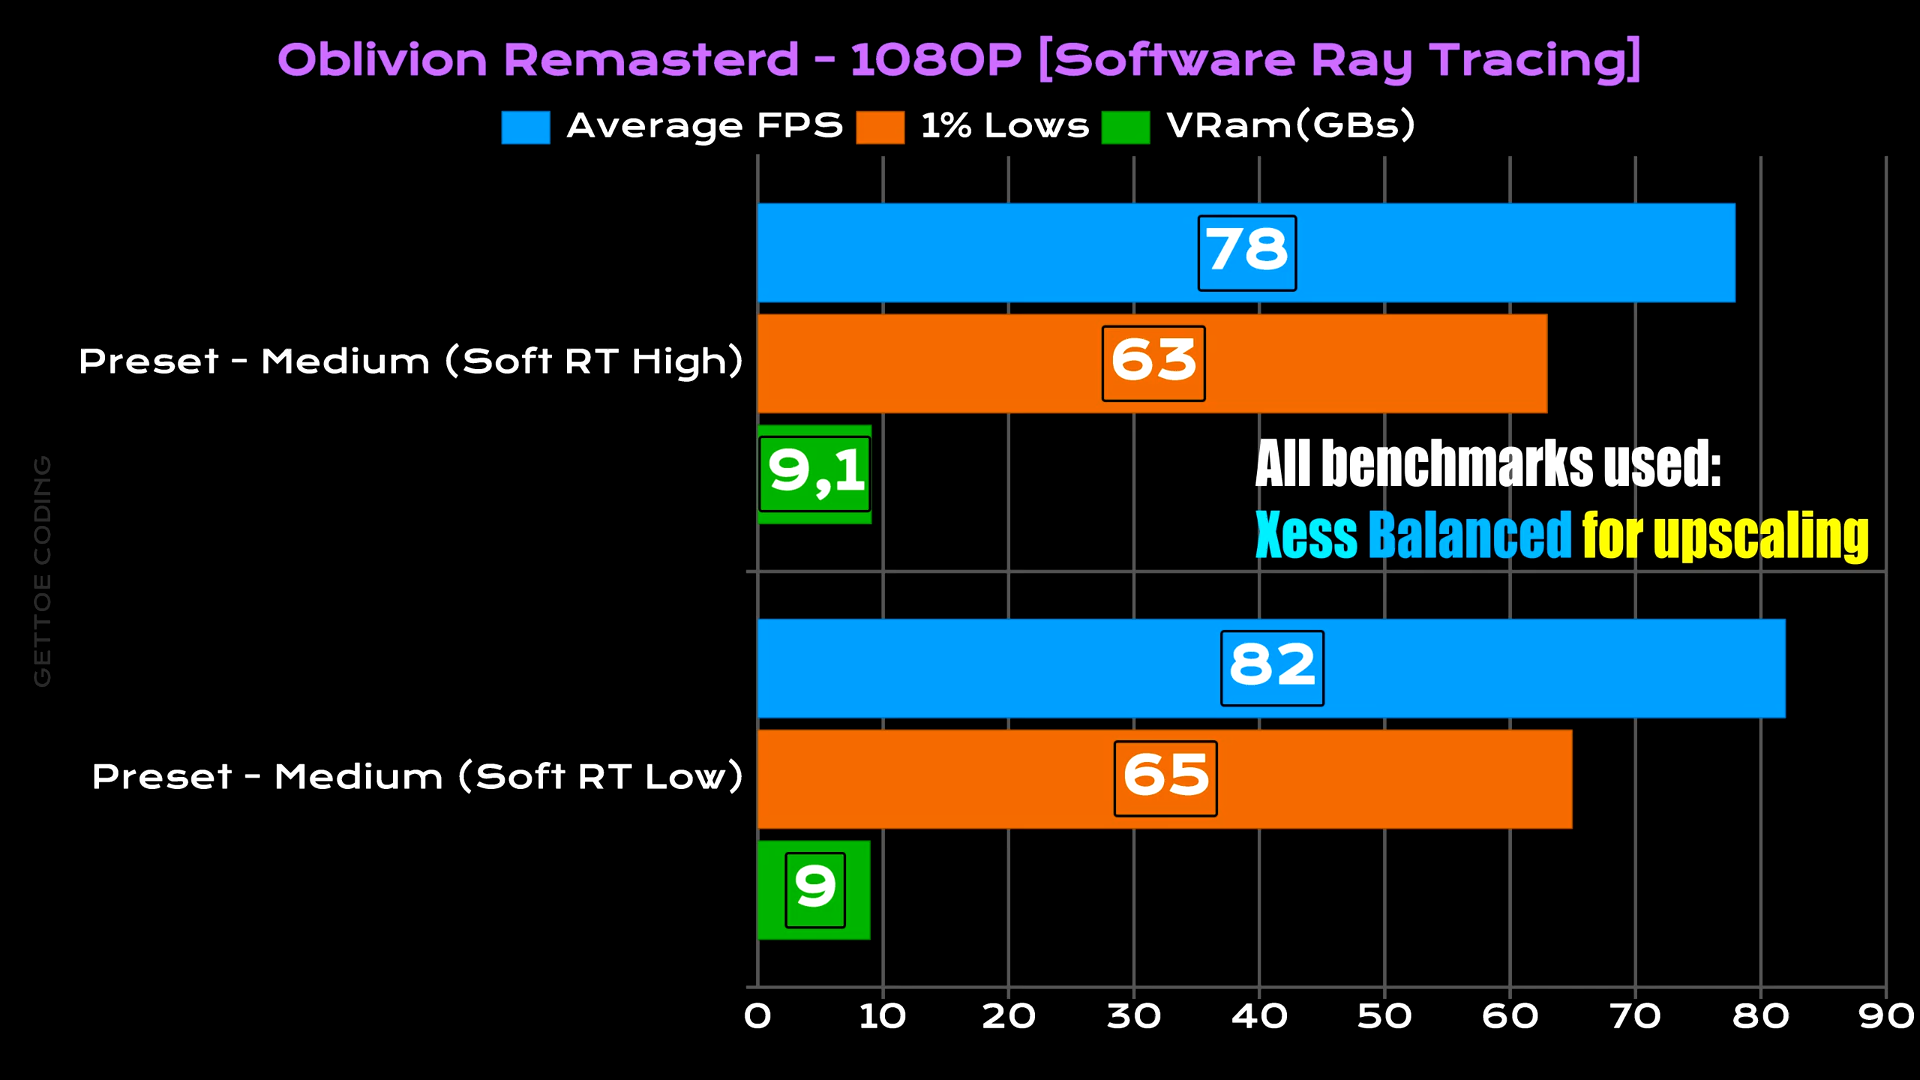 Oblivion Remasterd - 1080P [Software Ray Tracing]
Average FPS 1% Lows VRam(GBs)
78
Preset - Medium (Soft RT High)
63
9,1
All benchmarks used:
Xess Balanced for upscaling
82
Preset - Medium (Soft RT Low)
65
9
0 10 20 30 40 50 60 70 80 90
GETTOE CODING